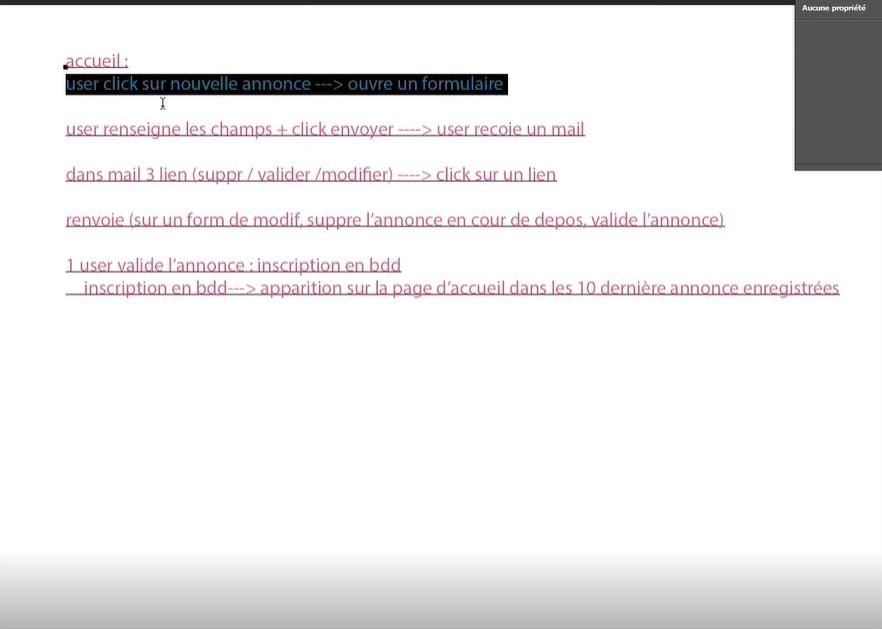 Aucune propriété
accueil :
user click sur nouvelle annonce ---> ouvre un formulaire
user renseigne les champs + click envoyer ----> user recoie un mail
dans mail 3 lien (suppr / valider /modifier) ----> click sur un lien
renvoie (sur un form de modif, suppre l'annonce en cour de depos, valide l'annonce)
1 user valide l'annonce : inscription en bdd
inscription en bdd---> apparition sur la page d'accueil dans les 10 dernière annonce enregistrées